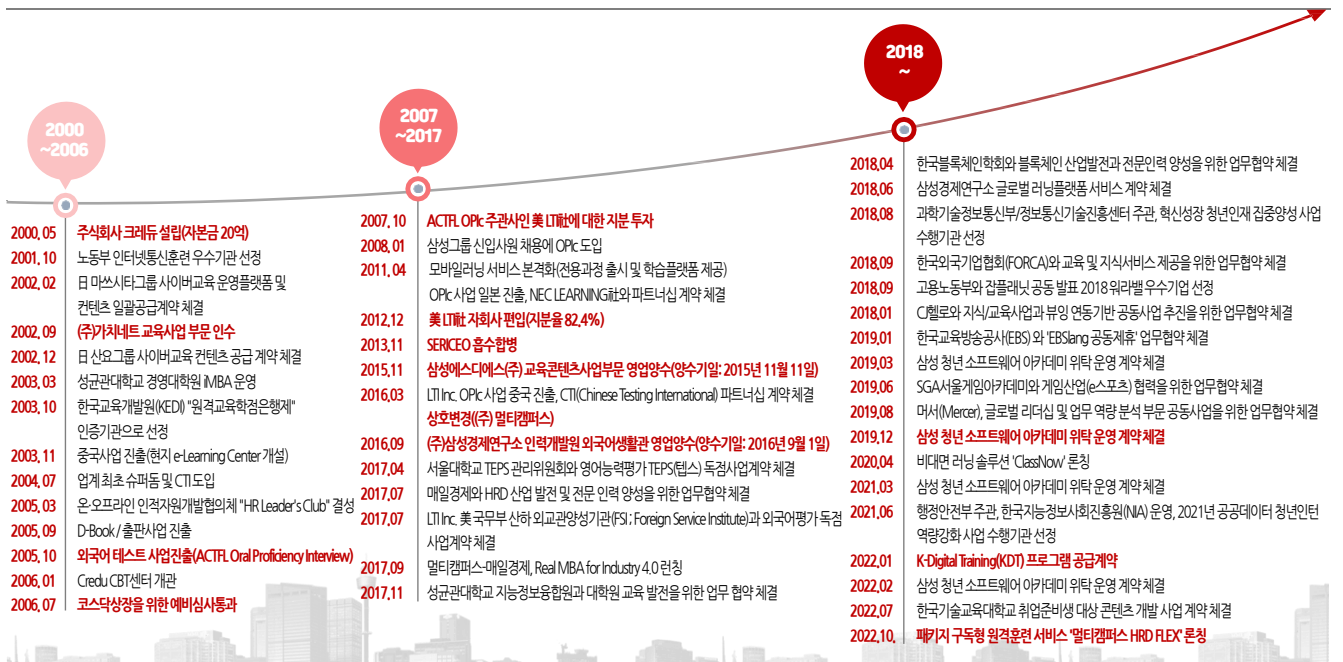 2000
~2006
2000. 05 주식회사 크레듀 설립(자본금 20억)
2001. 10 노동부 인터넷통신훈련 우수기관 선정
2002. 02 日 마쓰시타그룹 사이버교육 운영플랫폼 및
컨텐츠 일괄공급계약 체결
2002. 09 (주)가치네트 교육사업 부문 인수
2002. 12 日 산요그룹 사이버교육 컨텐츠 공급 계약 체결
2003. 03 성균관대학교 경영대학원 iMBA 운영
2003. 10 한국교육개발원(KEDI) "원격교육학점은행제"
인증기관으로 선정
2003. 11 중국사업 진출(현지 e-Learning Center 개설)
2004. 07 업계 최초 슈퍼돔 및 CTI 도입
2005. 03 온·오프라인 인적자원개발협의체 "HR Leader's Club" 결성
2005. 09 D-Book / 출판사업 진출
2005. 10 외국어 테스트 사업진출(ACTFL Oral Proficiency Interview)
2006. 01 Credu CBT센터 개관
2006. 07 코스닥상장을 위한 예비심사통과
2007
~2017
2007. 10 ACTFL OPIc 주관사인 美 LTI社에 대한 지분 투자
2008. 01 삼성그룹 신입사원 채용에 OPIc 도입
2011. 04 모바일러닝 서비스 본격화(전용과정 출시 및 학습플랫폼 제공)
OPIc 사업 일본 진출, NEC LEARNING社와 파트너십 계약 체결
2012.12 美 LTI社 자회사 편입(지분율 82.4%)
2013.11 SERICEO 흡수합병
2015.11 삼성에스디에스(주) 교육콘텐츠사업부문 영업양수(양수기일: 2015년 11월 11일)
2016.03 LTI Inc. OPIc 사업 중국 진출, CTI(Chinese Testing International) 파트너십 계약 체결
상호변경((주) 멀티캠퍼스)
2016.09 (주)삼성경제연구소 인력개발원 외국어생활관 영업양수(양수기일: 2016년 9월 1일)
2017.04 서울대학교 TEPS 관리위원회와 영어능력평가 TEPS(텝스) 독점사업계약 체결
2017.07 매일경제와 HRD 산업 발전 및 전문 인력 양성을 위한 업무협약 체결
2017.07 LTI Inc. 美 국무부 산하 외교관양성기관(FSI ; Foreign Service Institute)과 외국어평가 독점
사업계약 체결
2017.09 멀티캠퍼스-매일경제, Real MBA for Industry 4.0 런칭
2017.11 성균관대학교 지능정보융합원과 대학원 교육 발전을 위한 업무 협약 체결
2018
~
2018.04 한국블록체인학회와 블록체인 산업발전과 전문인력 양성을 위한 업무협약 체결
2018.06 삼성경제연구소 글로벌 러닝플랫폼 서비스 계약 체결
2018.08 과학기술정보통신부/정보통신기술진흥센터 주관, 혁신성장 청년인재 집중양성 사업
수행기관 선정
2018.09 한국외국기업협회(FORCA)와 교육 및 지식서비스 제공을 위한 업무협약 체결
2018.09 고용노동부와 잡플래닛 공동 발표 2018 워라밸 우수기업 선정
2018.01 CJ헬로와 지식/교육사업과 뷰잉 연동기반 공동사업 추진을 위한 업무협약 체결
2019.01 한국교육방송공사(EBS) 와 'EBSlang 공동제휴' 업무협약 체결
2019.03 삼성 청년 소프트웨어 아카데미 위탁 운영 계약 체결
2019.06 SGA서울게임아카데미와 게임산업(e스포츠) 협력을 위한 업무협약 체결
2019.08 머서(Mercer), 글로벌 리더십 및 업무 역량 분석 부문 공동사업을 위한 업무협약 체결
2019.12 삼성 청년 소프트웨어 아카데미 위탁 운영 계약 체결
2020.04 비대면 러닝 솔루션 'ClassNow' 론칭
2021.03 삼성 청년 소프트웨어 아카데미 위탁 운영 계약 체결
2021.06 행정안전부 주관, 한국지능정보사회진흥원(NIA) 운영, 2021년 공공데이터 청년인턴
역량강화 사업 수행기관 선정
2022.01 K-Digital Training(KDT) 프로그램 공급계약
2022.02 삼성 청년 소프트웨어 아카데미 위탁 운영 계약 체결
2022.07 한국기술교육대학교 취업준비생 대상 콘텐츠 개발 사업 계약 체결
2022.10. 패키지 구독형 원격훈련 서비스 '멀티캠퍼스 HRD FLEX' 론칭